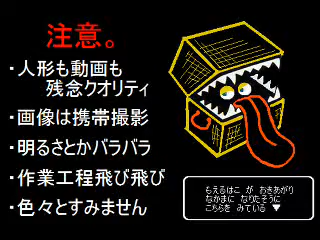 注意。
・人形も動画も
残念クオリティ
・画像は携帯撮影
・明るさとかバラバラ
・作業工程飛び飛び
・色々とすみません
もえるはこ が おきあがり
なかまに なりたそうに
こちらを みている ▼